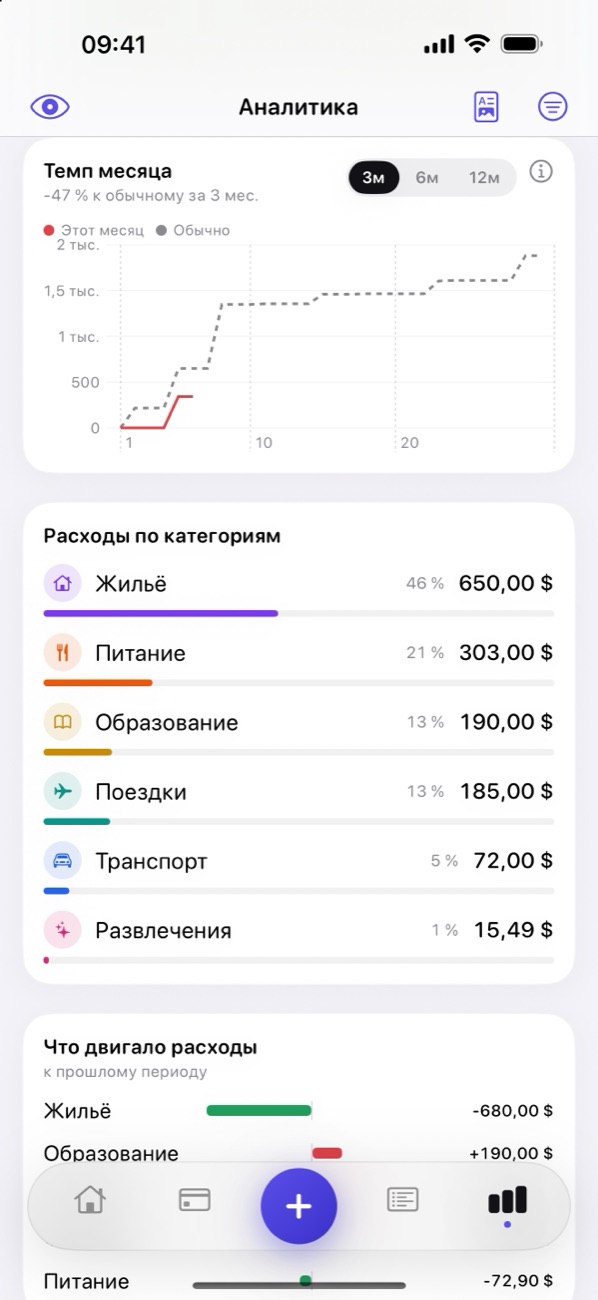 09:41
Аналитика
Темп месяца
-47 % к обычному за 3 мес.
3м 6м 12м
Этот месяц Обычно
2 тыс.
1,5 тыс.
1 тыс.
500
0
1 10 20
Расходы по категориям
Жильё 46 % 650,00 $
Питание 21 % 303,00 $
Образование 13 % 190,00 $
Поездки 13 % 185,00 $
Транспорт 5 % 72,00 $
Развлечения 1 % 15,49 $
Что двигало расходы
к прошлому периоду
Жильё -680,00 $
Образование +190,00 $
Питание -72,90 $